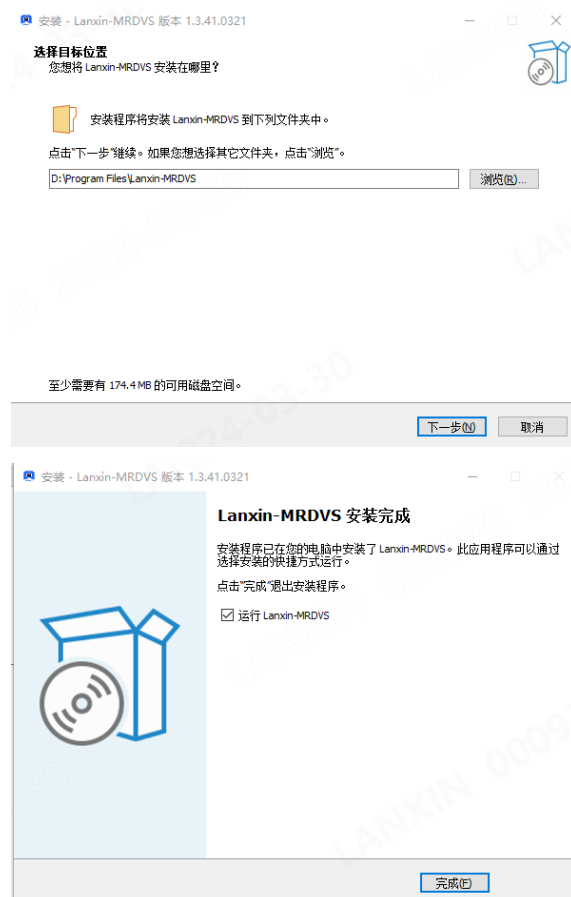 安装 - Lanxin-MRDVS 版本 1.3.41.0321
选择目标位置
您想将 Lanxin-MRDVS 安装在哪里？
安装程序将安装 Lanxin-MRDVS 到下列文件夹中。
点击"下一步"继续。如果您想选择其它文件夹，点击"浏览"。
D:\Program Files\Lanxin-MRDVS
浏览(R)...
至少需要有 174.4 MB 的可用磁盘空间。
下一步(N)
取消
安装 - Lanxin-MRDVS 版本 1.3.41.0321
Lanxin-MRDVS 安装完成
安装程序已在您的电脑中安装了 Lanxin-MRDVS。此应用程序可以通过
选择安装的快捷方式运行。
点击"完成"退出安装程序。
运行 Lanxin-MRDVS
完成(F)